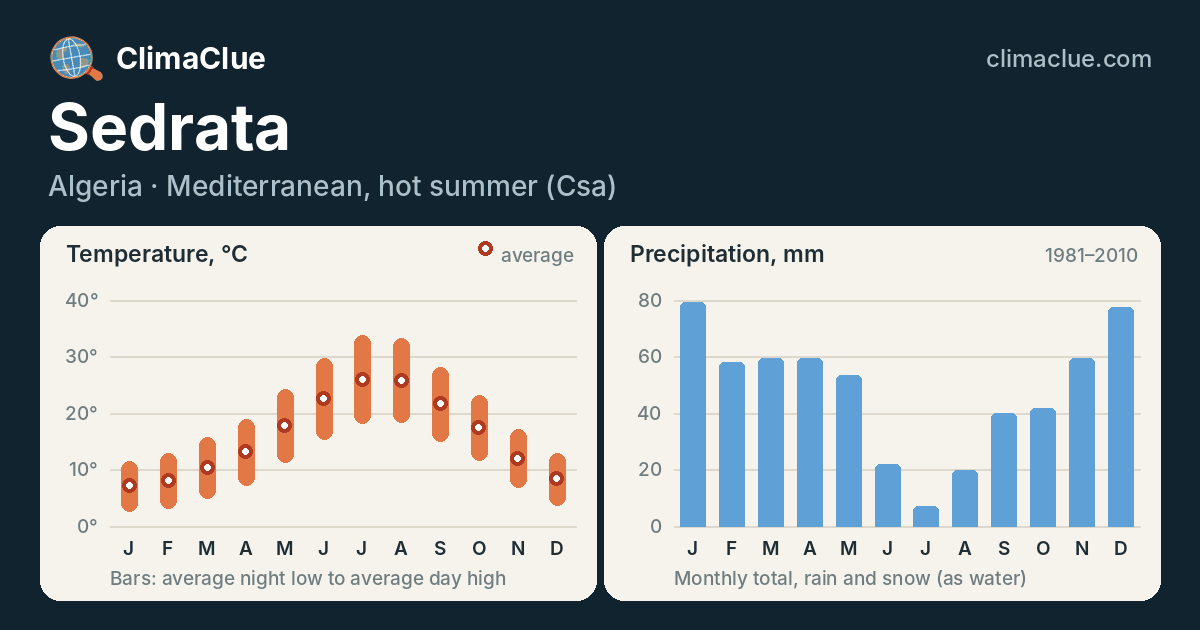 ClimaClue
climaclue.com
Sedrata
Algeria · Mediterranean, hot summer (Csa)
Temperature, °C
average
40°
30°
20°
10°
0°
J F M A M J J A S O N D
Bars: average night low to average day high
Precipitation, mm
1981–2010
80
60
40
20
0
J F M A M J J A S O N D
Monthly total, rain and snow (as water)